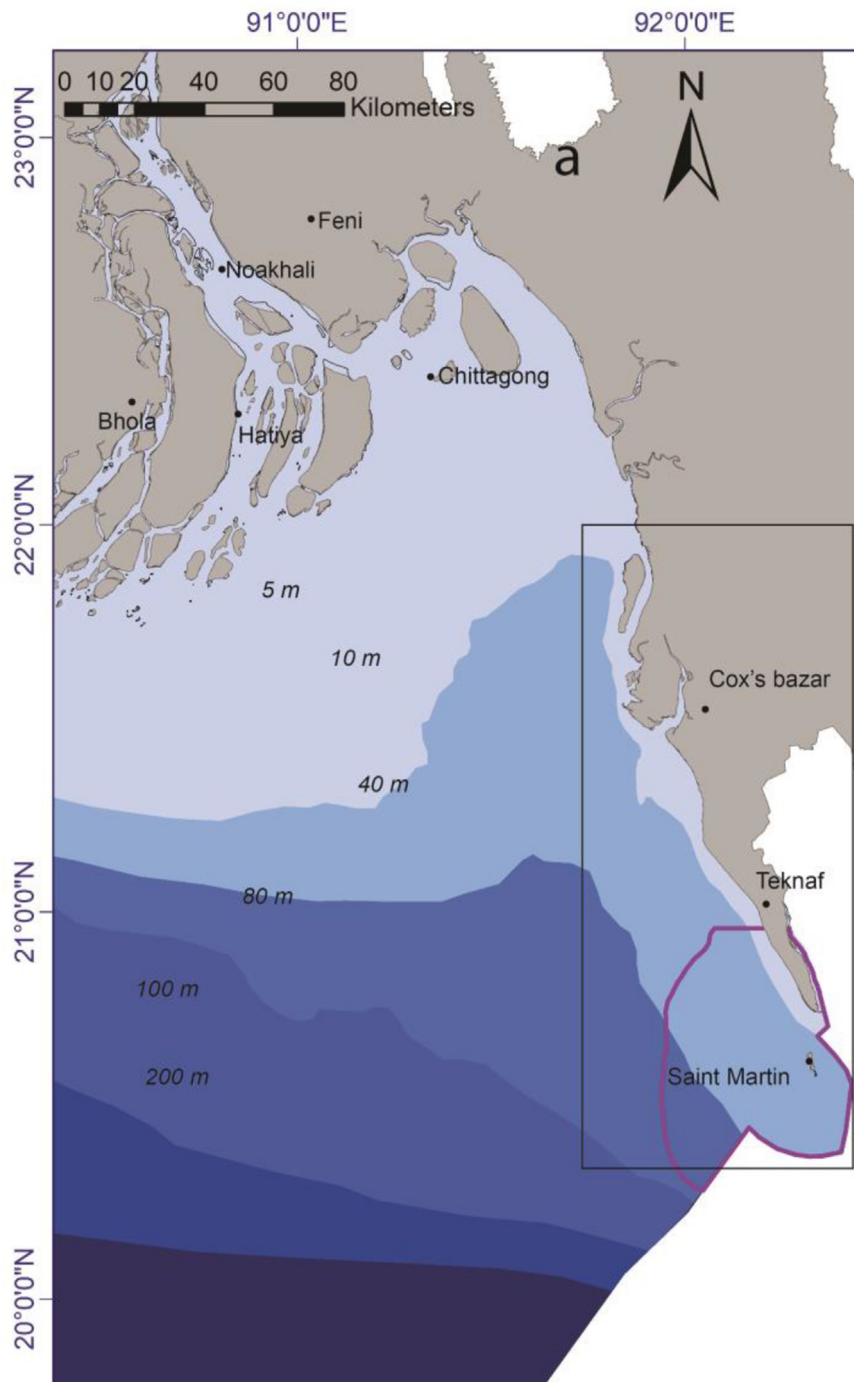 91°0'0"E 92°0'0"E
0 10 20 40 60 80
Kilometers
N
a
23°0'0"N
Feni
Noakhali
Chittagong
Bhola
Hatiya
22°0'0"N
5 m
10 m
Cox's bazar
40 m
Teknaf
80 m
21°0'0"N
100 m
200 m
Saint Martin
20°0'0"N